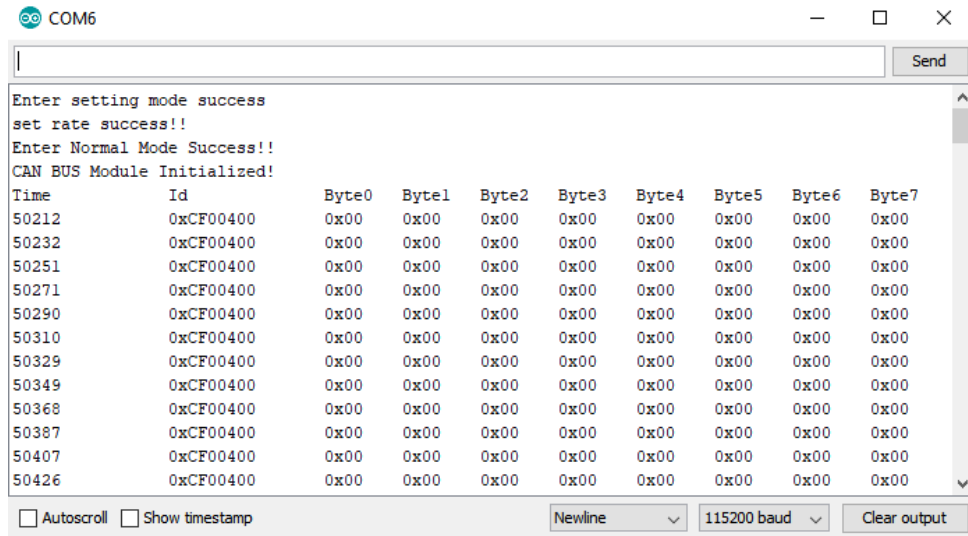 COM6
Send
Enter setting mode success
set rate success!!
Enter Normal Mode Success!!
CAN BUS Module Initialized!
Time Id Byte0 Byte1 Byte2 Byte3 Byte4 Byte5 Byte6 Byte7
50212 0xCF00400 0x00 0x00 0x00 0x00 0x00 0x00 0x00 0x00
50232 0xCF00400 0x00 0x00 0x00 0x00 0x00 0x00 0x00 0x00
50251 0xCF00400 0x00 0x00 0x00 0x00 0x00 0x00 0x00 0x00
50271 0xCF00400 0x00 0x00 0x00 0x00 0x00 0x00 0x00 0x00
50290 0xCF00400 0x00 0x00 0x00 0x00 0x00 0x00 0x00 0x00
50310 0xCF00400 0x00 0x00 0x00 0x00 0x00 0x00 0x00 0x00
50329 0xCF00400 0x00 0x00 0x00 0x00 0x00 0x00 0x00 0x00
50349 0xCF00400 0x00 0x00 0x00 0x00 0x00 0x00 0x00 0x00
50368 0xCF00400 0x00 0x00 0x00 0x00 0x00 0x00 0x00 0x00
50387 0xCF00400 0x00 0x00 0x00 0x00 0x00 0x00 0x00 0x00
50407 0xCF00400 0x00 0x00 0x00 0x00 0x00 0x00 0x00 0x00
50426 0xCF00400 0x00 0x00 0x00 0x00 0x00 0x00 0x00 0x00
Autoscroll Show timestamp Newline 115200 baud Clear output